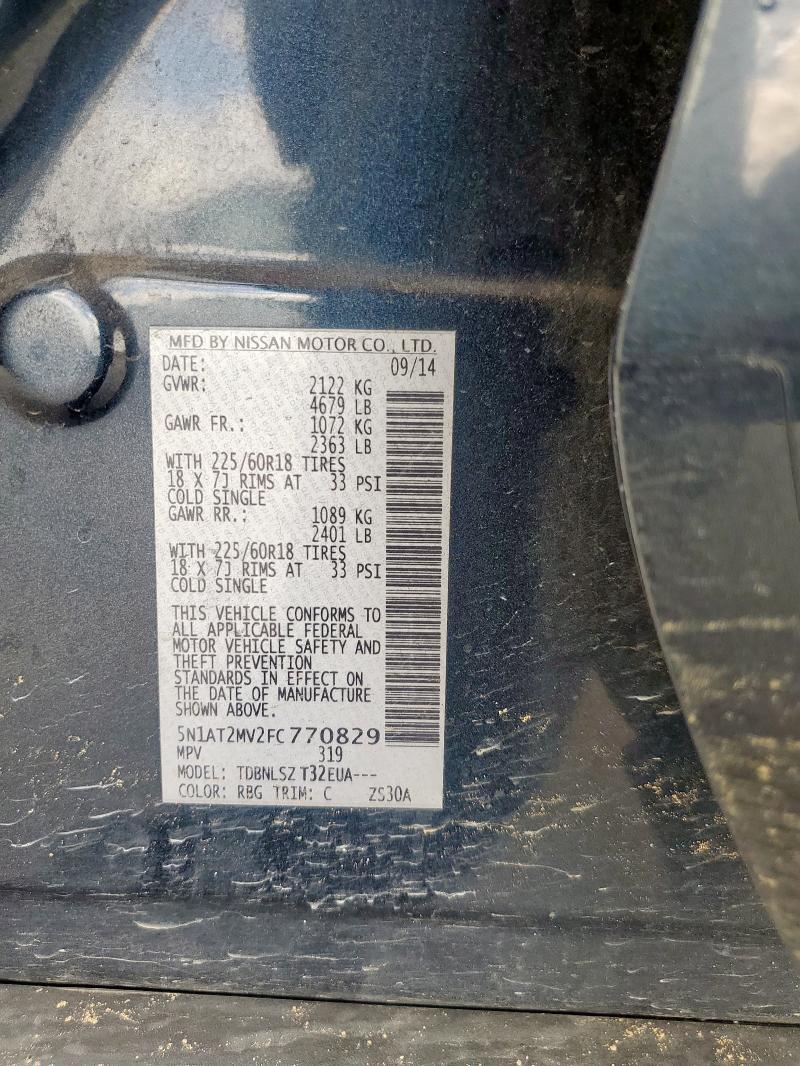 MFD BY NISSAN MOTOR CO., LTD.
DATE: 09/14
GVWR: 2122 KG
4679 LB
GAWR FR.: 1072 KG
2363 LB
WITH 225/60R18 TIRES
18 X 7J RIMS AT 33 PSI
COLD SINGLE
GAWR RR.: 1089 KG
2401 LB
WITH 225/60R18 TIRES
18 X 7J RIMS AT 33 PSI
COLD SINGLE
THIS VEHICLE CONFORMS TO
ALL APPLICABLE FEDERAL
MOTOR VEHICLE SAFETY AND
THEFT PREVENTION
STANDARDS IN EFFECT ON
THE DATE OF MANUFACTURE
SHOWN ABOVE.
5N1AT2MV2FC770829
MPV 319
MODEL: TDBNLSZ T32EUA---
COLOR: RBG TRIM: C ZS30A